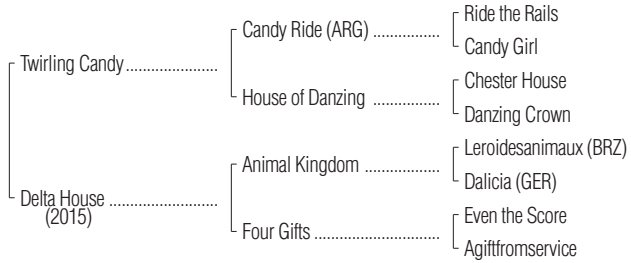 Ride the Rails
Candy Ride (ARG) ................
Candy Girl
Twirling Candy......................
Chester House
House of Danzing ................
Danzing Crown
Leroidesanimaux (BRZ)
Animal Kingdom ..................
Dalicia (GER)
Delta House ..........................
(2015)
Even the Score
Four Gifts ..............................
Agiftfromservice